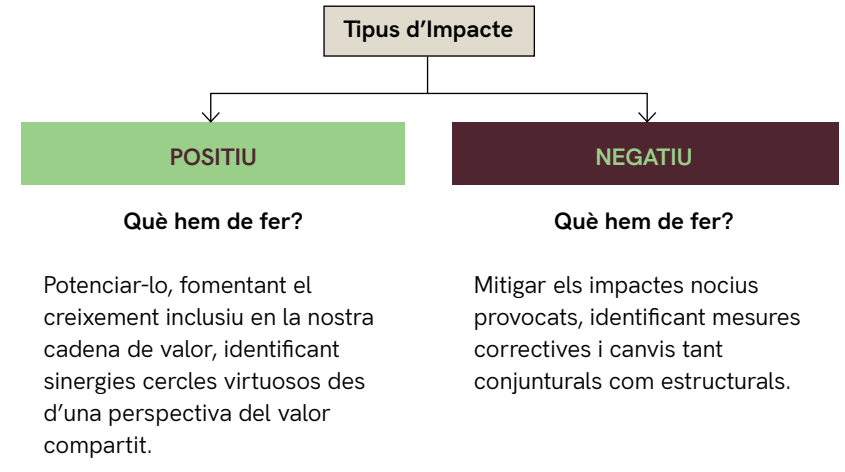 Tipus d’Impacte
POSITIU
Què hem de fer?
Potenciar-lo, fomentant el
creixement inclusiu en la nostra
cadena de valor, identificant
sinergies cercles virtuosos des
d’una perspectiva del valor
compartit.
NEGATIU
Què hem de fer?
Mitigar els impactes nocius
provocats, identificant mesures
correctives i canvis tant
conjunturals com estructurals.